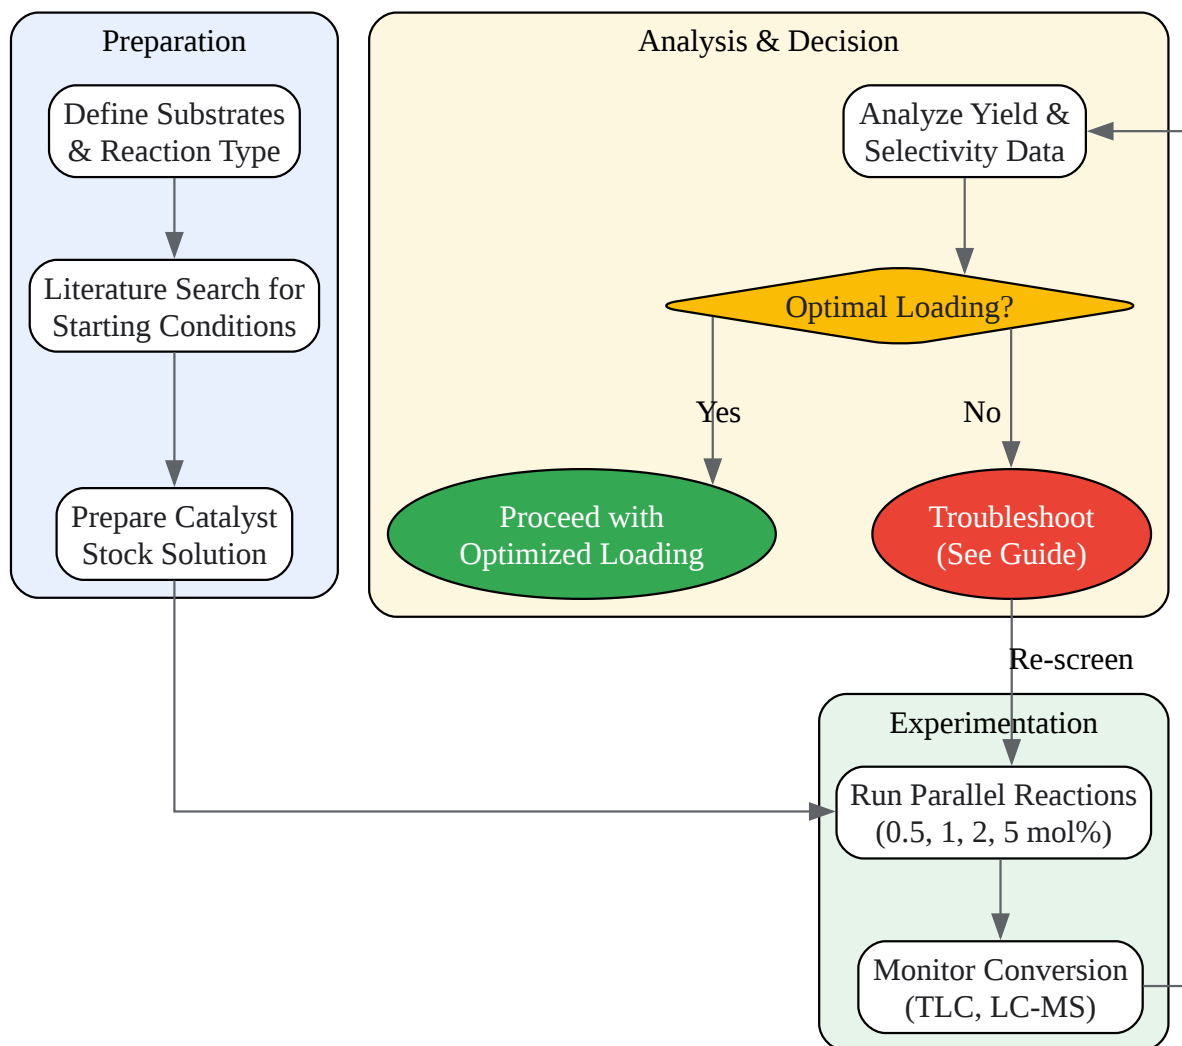 Preparation
Define Substrates
& Reaction Type
Literature Search for
Starting Conditions
Prepare Catalyst
Stock Solution
Analysis & Decision
Analyze Yield &
Selectivity Data
Optimal Loading?
Yes
No
Proceed with
Optimized Loading
Troubleshoot
(See Guide)
Re-screen
Experimentation
Run Parallel Reactions
(0.5, 1, 2, 5 mol%)
Monitor Conversion
(TLC, LC-MS)